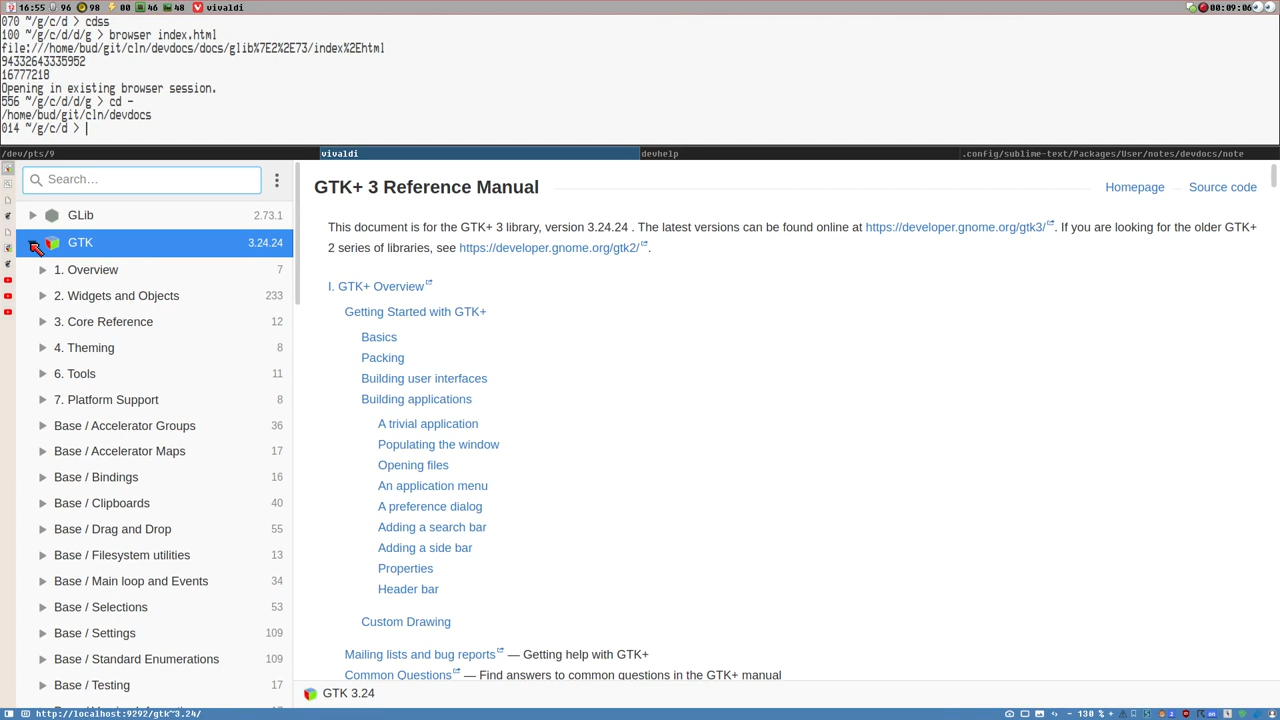 16:55 96 98 00 46 48 vivaldi 00:09:06
070 ~/g/c/d > cdss
100 ~/g/c/d/d/g > browser index.html
file:///home/bud/git/cln/devdocs/docs/glib%7E2%2E73/index%2Ehtml
94332643335952
16777218
Opening in existing browser session.
556 ~/g/c/d/d/g > cd -
/home/bud/git/cln/devdocs
014 ~/g/c/d >
/dev/pts/9 vivaldi devhelp .config/sublime-text/Packages/User/notes/devdocs/note
Search…
GLib 2.73.1
GTK 3.24.24
1. Overview 7
2. Widgets and Objects 233
3. Core Reference 12
4. Theming 8
6. Tools 11
7. Platform Support 8
Base / Accelerator Groups 36
Base / Accelerator Maps 17
Base / Bindings 16
Base / Clipboards 40
Base / Drag and Drop 55
Base / Filesystem utilities 13
Base / Main loop and Events 34
Base / Selections 53
Base / Settings 109
Base / Standard Enumerations 109
Base / Testing 17
GTK+ 3 Reference Manual Homepage Source code
This document is for the GTK+ 3 library, version 3.24.24 . The latest versions can be found online at https://developer.gnome.org/gtk3/. If you are looking for the older GTK+
2 series of libraries, see https://developer.gnome.org/gtk2/.
I. GTK+ Overview
Getting Started with GTK+
Basics
Packing
Building user interfaces
Building applications
A trivial application
Populating the window
Opening files
An application menu
A preference dialog
Adding a search bar
Adding a side bar
Properties
Header bar
Custom Drawing
Mailing lists and bug reports — Getting help with GTK+
Common Questions — Find answers to common questions in the GTK+ manual
GTK 3.24
http://localhost:9292/gtk~3.24/ - 130 % +